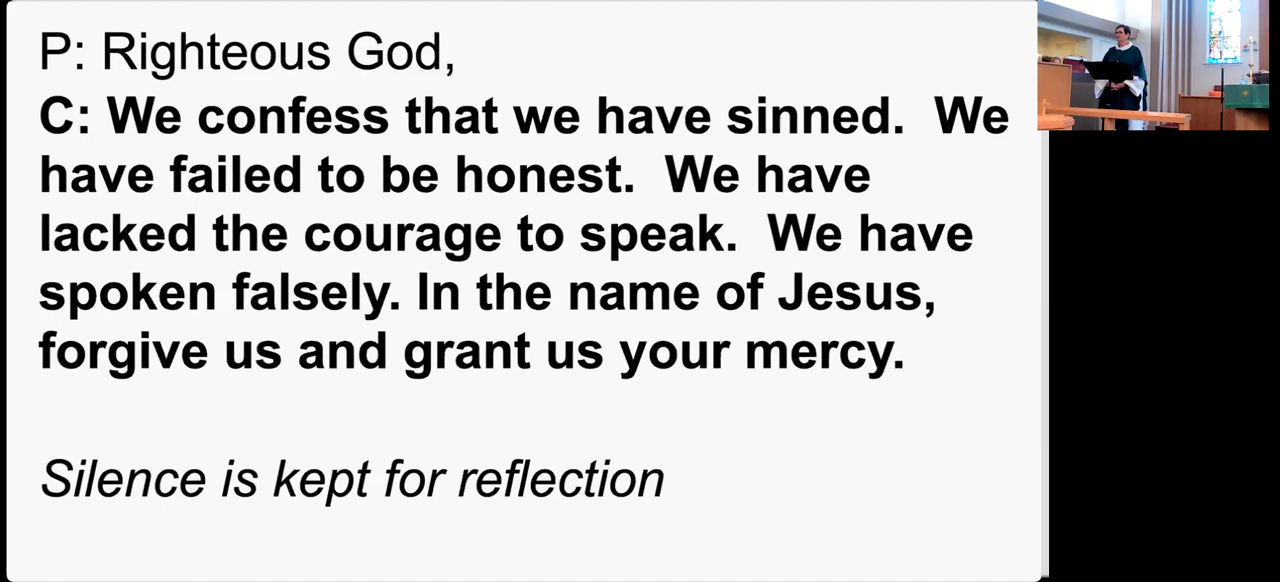 P: Righteous God,
C: We confess that we have sinned.  We
have failed to be honest.  We have
lacked the courage to speak.  We have
spoken falsely. In the name of Jesus,
forgive us and grant us your mercy.
Silence is kept for reflection